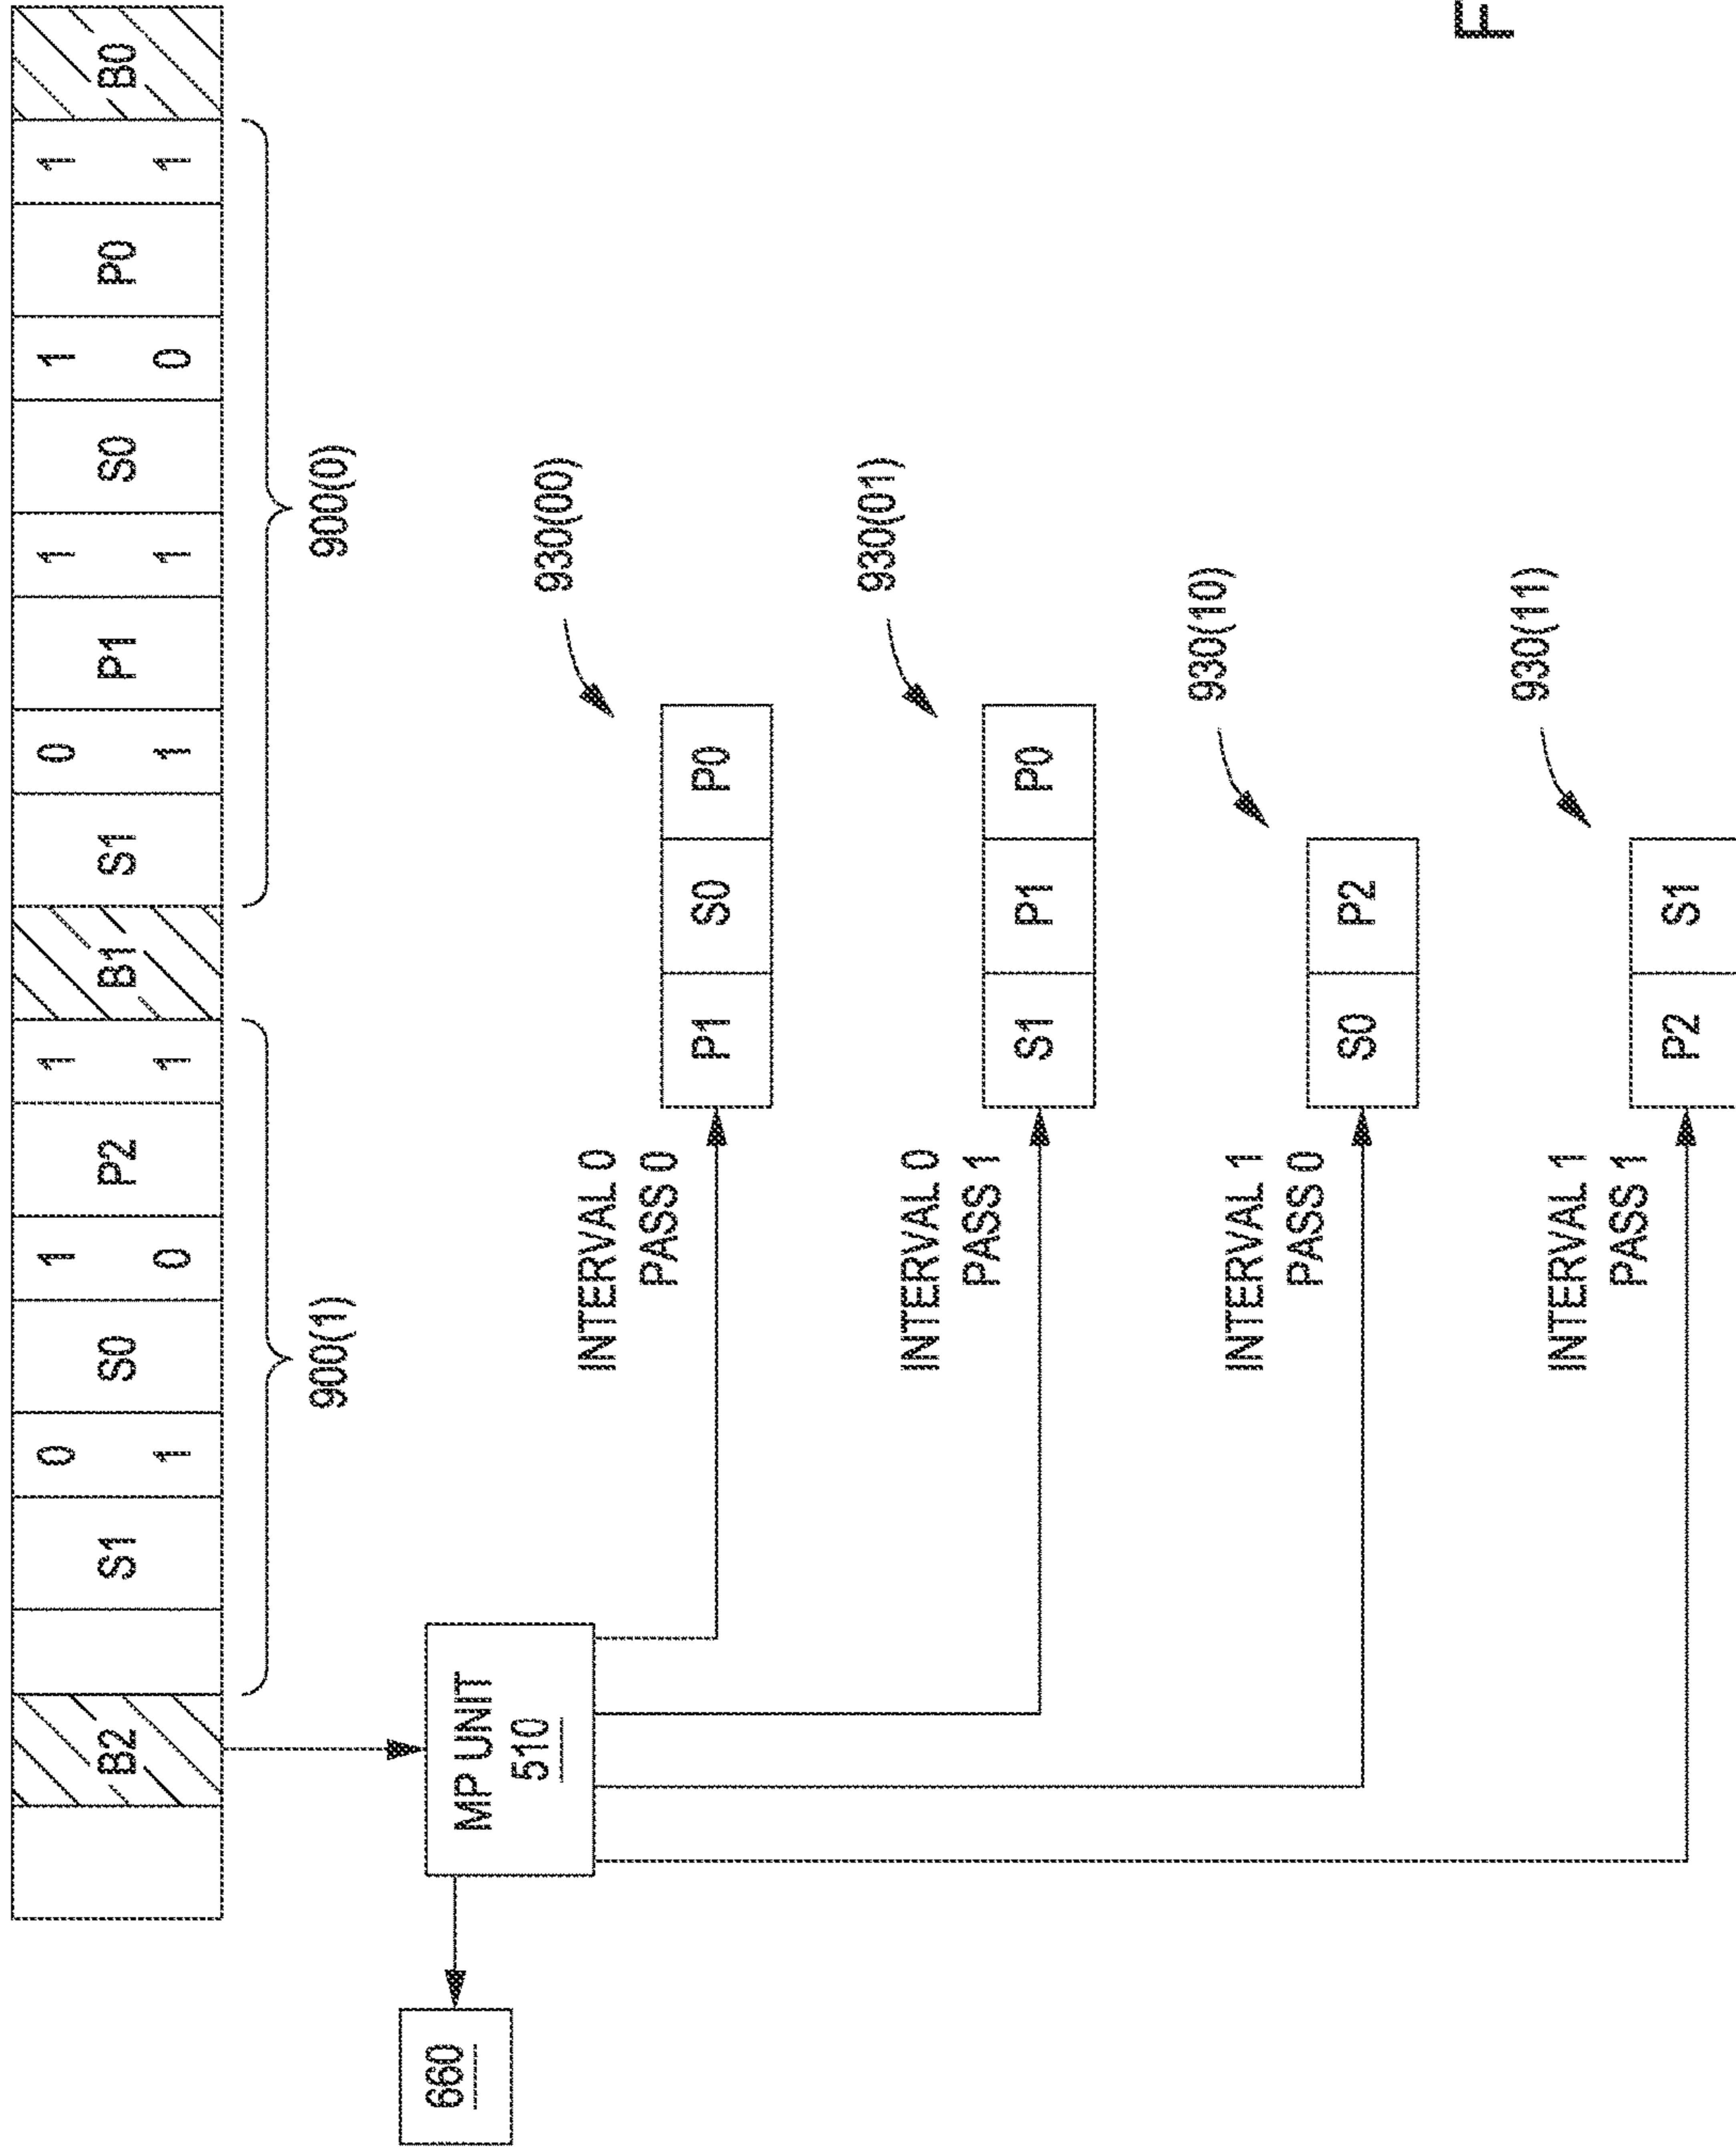 0 1 1 0 1 1 1
B2 S1 S0 P2 B1 S1 P1 S0 P0 B0
1 0 1 1 1 0 1
900(1) 900(0)
660
MP UNIT
510
930(00)
INTERVAL 0
PASS 0
P1 S0 P0
930(01)
INTERVAL 0
PASS 1
S1 P1 P0
930(10)
INTERVAL 1
PASS 0
S0 P2
930(11)
INTERVAL 1
PASS 1
P2 S1
F